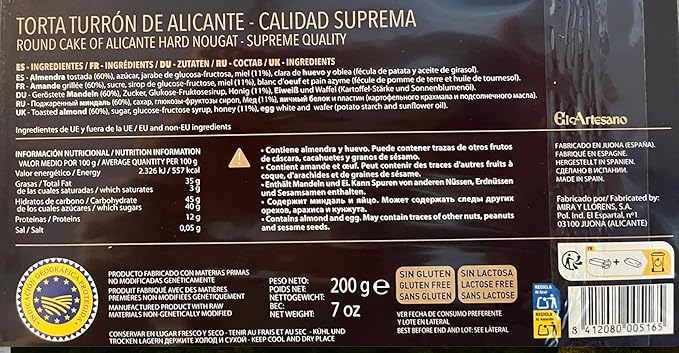 TORTA TURRÓN DE ALICANTE - CALIDAD SUPREMA
ROUND CAKE OF ALICANTE HARD NOUGAT - SUPREME QUALITY
ES - INGREDIENTES / FR - INGRÉDIENTS / DU - ZUTATEN / RU - СОСТАВ / UK - INGREDIENTS
ES - Almendra tostada (60%), azúcar, jarabe de glucosa-fructosa, miel (11%), clara de huevo y oblea (fécula de patata y aceite de girasol).
FR - Amande grillée (60%), sucre, sirop de glucose-fructose, miel (11%), blanc d'oeuf et pain azyme (fécule de pomme de terre et huile de tournesol).
DU - Geröstete Mandeln (60%), Zucker, Glukose-Fruktosesirup, Honig (11%), Eiweiß und Waffel (Kartoffel-Stärke und Sonnenblumenöl).
RU - Поджаренный миндаль (60%), сахар, глюкозы-фруктозы сироп, Мед (11%), яичный белок и пластин (картофельного крахмала и подсолнечного масла).
UK - Toasted almond (60%), sugar, glucose-fructose syrup, honey (11%), egg white and wafer (potato starch and sunflower oil).
Ingredientes de UE y fuera de la UE / EU and non-EU ingredients
INFORMACIÓN NUTRICIONAL / NUTRITION INFORMATION
VALOR MEDIO POR 100 g / AVERAGE QUANTITY PER 100 g
Valor energético / Energy 2.326 kJ / 557 kcal
Grasas / Total Fat 35 g
de las cuales saturadas / which saturates 3 g
Hidratos de carbono / Carbohydrate 45 g
de los cuales azúcares / which sugars 40 g
Proteínas / Proteins 12 g
Sal / Salt 0,05 g
• Contiene almendra y huevo. Puede contener trazas de otros frutos
de cáscara, cacahuetes y granos de sésamo.
• Contient amande et œuf. Peut contenir des traces d'autres fruits à
coque, d'arachides et de graines de sésame.
• Enthält Mandeln und Ei. Kann Spuren von anderen Nüssen, Erdnüssen
und Sesamsamen enthalten.
• Содержит миндаль и яйцо. Может содержать следы других
орехов, арахиса и кунжута.
• Contains almond and egg. May contain traces of other nuts, peanuts
and sesame seeds.
El Artesano
FABRICADO EN JIJONA (ESPAÑA).
FABRIQUÉ EN ESPAGNE.
HERGESTELLT IN SPANIEN.
СДЕЛАНО В ИСПАНИИ.
MADE IN SPAIN.
Fabricado por/ Fabricated by:
MIRA Y LLORENS, S.A.
Pol. Ind. El Espartal, nº1
03100 JIJONA (ALICANTE)
INDICACIÓN GEOGRÁFICA PROTEGIDA
PRODUCTO FABRICADO CON MATERIAS PRIMAS
NO MODIFICADAS GENÉTICAMENTE
PRODUIT FABRIQUÉ AVEC DES MATIÈRES
PREMIÈRES NON MODIFIÉES GÉNÉTIQUEMENT
MANUFACTURED PRODUCT WITH RAW
MATERIALS NON-GENETICALLY MODIFIED
PESO NETO:
POIDS NET:
NETTOGEWICHT:
ВЕС:
NET WEIGHT:
200 g e
7 oz
SIN GLUTEN
GLUTEN FREE
SANS GLUTEN
SIN LACTOSA
LACTOSE FREE
SANS LACTOSE
VER FECHA DE CONSUMO PREFERENTE
Y LOTE EN LATERAL
BEST BEFORE END AND LOT: SEE LATERAL
CONSERVAR EN LUGAR FRESCO Y SECO - TENIR AU FRAIS ET AU SEC - KÜHL UND
TROCKEN LAGERN ДЕРЖИТЕ ХОЛОД И СУХОЙ - KEEP COOL AND DRY PLACE
FR
RECICLA
RECICLA
8 412080 005165